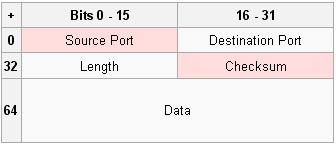 + Bits 0 - 15 16 - 31
0 Source Port Destination Port
32 Length Checksum
64 Data